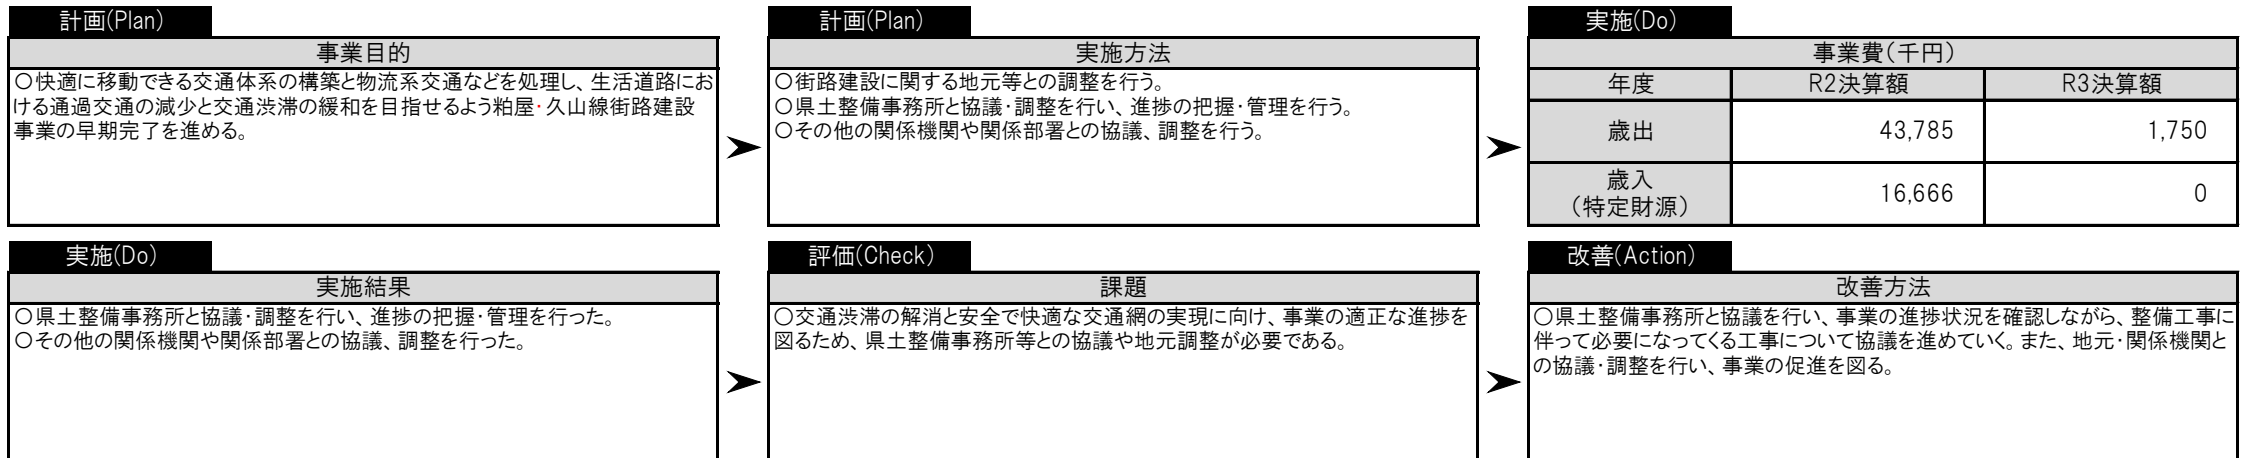 計画(Plan)
事業目的
○快適に移動できる交通体系の構築と物流系交通などを処理し、生活道路にお
ける通過交通の減少と交通渋滞の緩和を目指せるよう粕屋・久山線街路建設
事業の早期完了を進める。
計画(Plan)
実施方法
○街路建設に関する地元等との調整を行う。
○県土整備事務所と協議・調整を行い、進捗の把握・管理を行う。
○その他の関係機関や関係部署との協議、調整を行う。
実施(Do)
事業費(千円)
年度 R2決算額 R3決算額
歳出 43,785 1,750
歳入
(特定財源) 16,666 0
実施(Do)
実施結果
○県土整備事務所と協議・調整を行い、進捗の把握・管理を行った。
○その他の関係機関や関係部署との協議、調整を行った。
評価(Check)
課題
○交通渋滞の解消と安全で快適な交通網の実現に向け、事業の適正な進捗を
図るため、県土整備事務所等との協議や地元調整が必要である。
改善(Action)
改善方法
○県土整備事務所と協議を行い、事業の進捗状況を確認しながら、整備工事に
伴って必要になってくる工事について協議を進めていく。また、地元・関係機関と
の協議・調整を行い、事業の促進を図る。